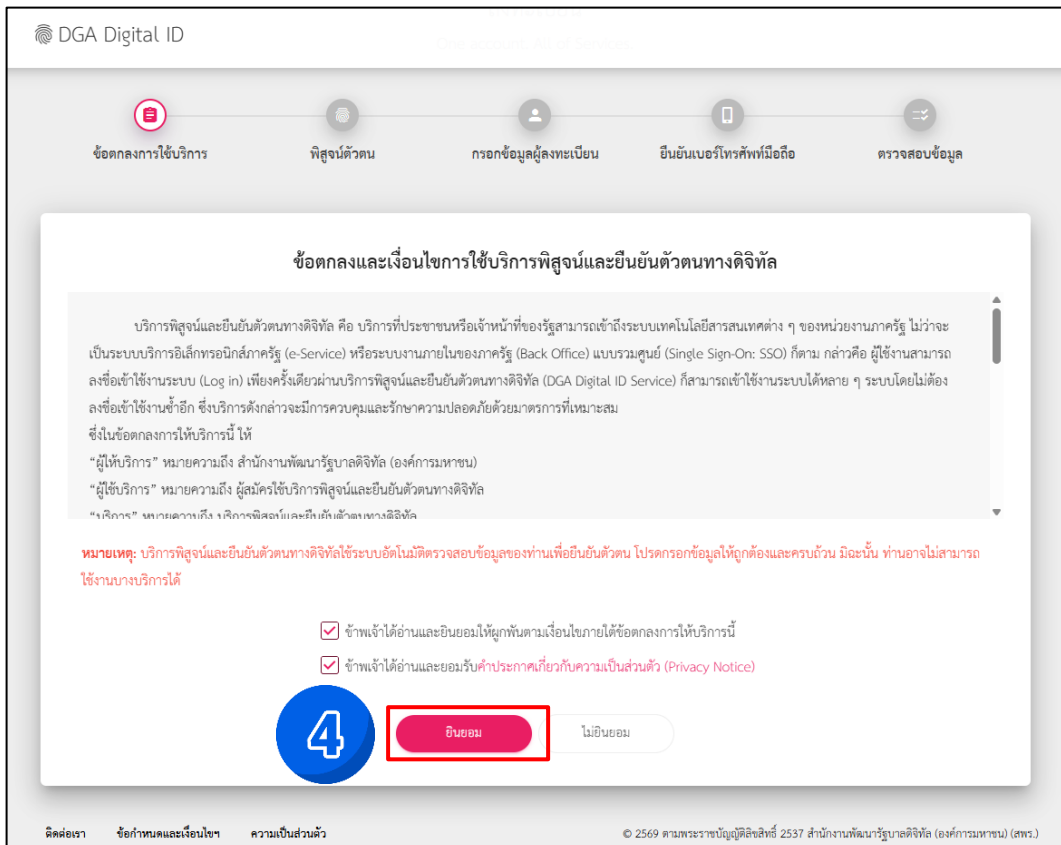 DGA Digital ID
ข้อตกลงการใช้บริการ
พิสูจน์ตัวตน
กรอกข้อมูลผู้ลงทะเบียน
ยืนยันเบอร์โทรศัพท์มือถือ
ตรวจสอบข้อมูล
ข้อตกลงและเงื่อนไขการใช้บริการพิสูจน์และยืนยันตัวตนทางดิจิทัล
บริการพิสูจน์และยืนยันตัวตนทางดิจิทัล คือ บริการที่ประชาชนหรือเจ้าหน้าที่ของรัฐสามารถเข้าถึงระบบเทคโนโลยีสารสนเทศต่าง ๆ ของหน่วยงานภาครัฐ ไม่ว่าจะ
เป็นระบบบริการอิเล็กทรอนิกส์ภาครัฐ (e-Service) หรือระบบงานภายในของภาครัฐ (Back Office) แบบรวมศูนย์ (Single Sign-On: SSO) ก็ตาม กล่าวคือ ผู้ใช้งานสามารถ
ลงชื่อเข้าใช้งานระบบ (Log in) เพียงครั้งเดียวผ่านบริการพิสูจน์และยืนยันตัวตนทางดิจิทัล (DGA Digital ID Service) ก็สามารถเข้าใช้งานระบบได้หลาย ๆ ระบบโดยไม่ต้อง
ลงชื่อเข้าใช้งานซ้ำอีก ซึ่งบริการดังกล่าวจะมีการควบคุมและรักษาความปลอดภัยด้วยมาตรการที่เหมาะสม
ซึ่งในข้อตกลงการให้บริการนี้ ให้
“ผู้ให้บริการ” หมายความถึง สำนักงานพัฒนารัฐบาลดิจิทัล (องค์การมหาชน)
“ผู้ใช้บริการ” หมายความถึง ผู้สมัครใช้บริการพิสูจน์และยืนยันตัวตนทางดิจิทัล
“บริการ” หมายความถึง บริการพิสูจน์และยืนยันตัวตนทางดิจิทัล
หมายเหตุ: บริการพิสูจน์และยืนยันตัวตนทางดิจิทัลใช้ระบบอัตโนมัติตรวจสอบข้อมูลของท่านเพื่อยืนยันตัวตน โปรดกรอกข้อมูลให้ถูกต้องและครบถ้วน มิฉะนั้น ท่านอาจไม่สามารถ
ใช้งานบางบริการได้
ข้าพเจ้าได้อ่านและยินยอมให้ผูกพันตามเงื่อนไขภายใต้ข้อตกลงการให้บริการนี้
ข้าพเจ้าได้อ่านและยอมรับคำประกาศเกี่ยวกับความเป็นส่วนตัว (Privacy Notice)
4
ยินยอม
ไม่ยินยอม
ติดต่อเรา ข้อกำหนดและเงื่อนไขฯ ความเป็นส่วนตัว
© 2569 ตามพระราชบัญญัติลิขสิทธิ์ 2537 สำนักงานพัฒนารัฐบาลดิจิทัล (องค์การมหาชน) (สพร.)